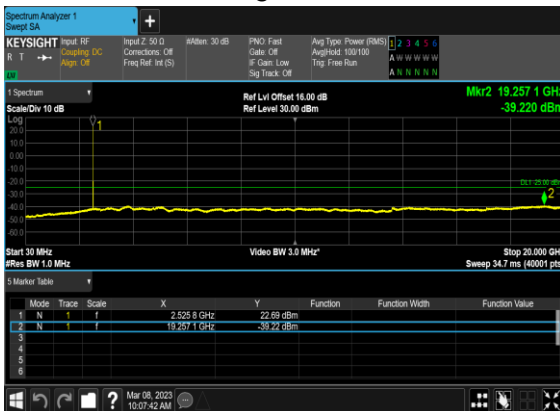 Spectrum Analyzer 1
Swept SA
KEYSIGHT Input: RF Input Z: 50 Ω #Atten: 30 dB PNO: Fast Avg Type: Power (RMS) 1 2 3 4 5 6
R T Coupling: DC Corrections: Off Gate: Off Avg|Hold: 100/100 A W W W W W
Align: Off Freq Ref: Int (S) IF Gain: Low Trig: Free Run
Sig Track: Off A N N N N N
LV
1 Spectrum Ref Lvl Offset 16.00 dB Mkr2 19.257 1 GHz
Scale/Div 10 dB Ref Level 30.00 dBm -39.220 dBm
Log
20.0 1
10.0
0.00
-10.0
-20.0 DL1 -25.00 dBm
-30.0 2
-40.0
-50.0
-60.0
Start 30 MHz Video BW 3.0 MHz* Stop 20.000 GHz
#Res BW 1.0 MHz Sweep 34.7 ms (40001 pts)
5 Marker Table
Mode Trace Scale X Y Function Function Width Function Value
1 N 1 f 2.525 8 GHz 22.69 dBm
2 N 1 f 19.257 1 GHz -39.22 dBm
3
4
5
6
? Mar 08, 2023
10:07:42 AM